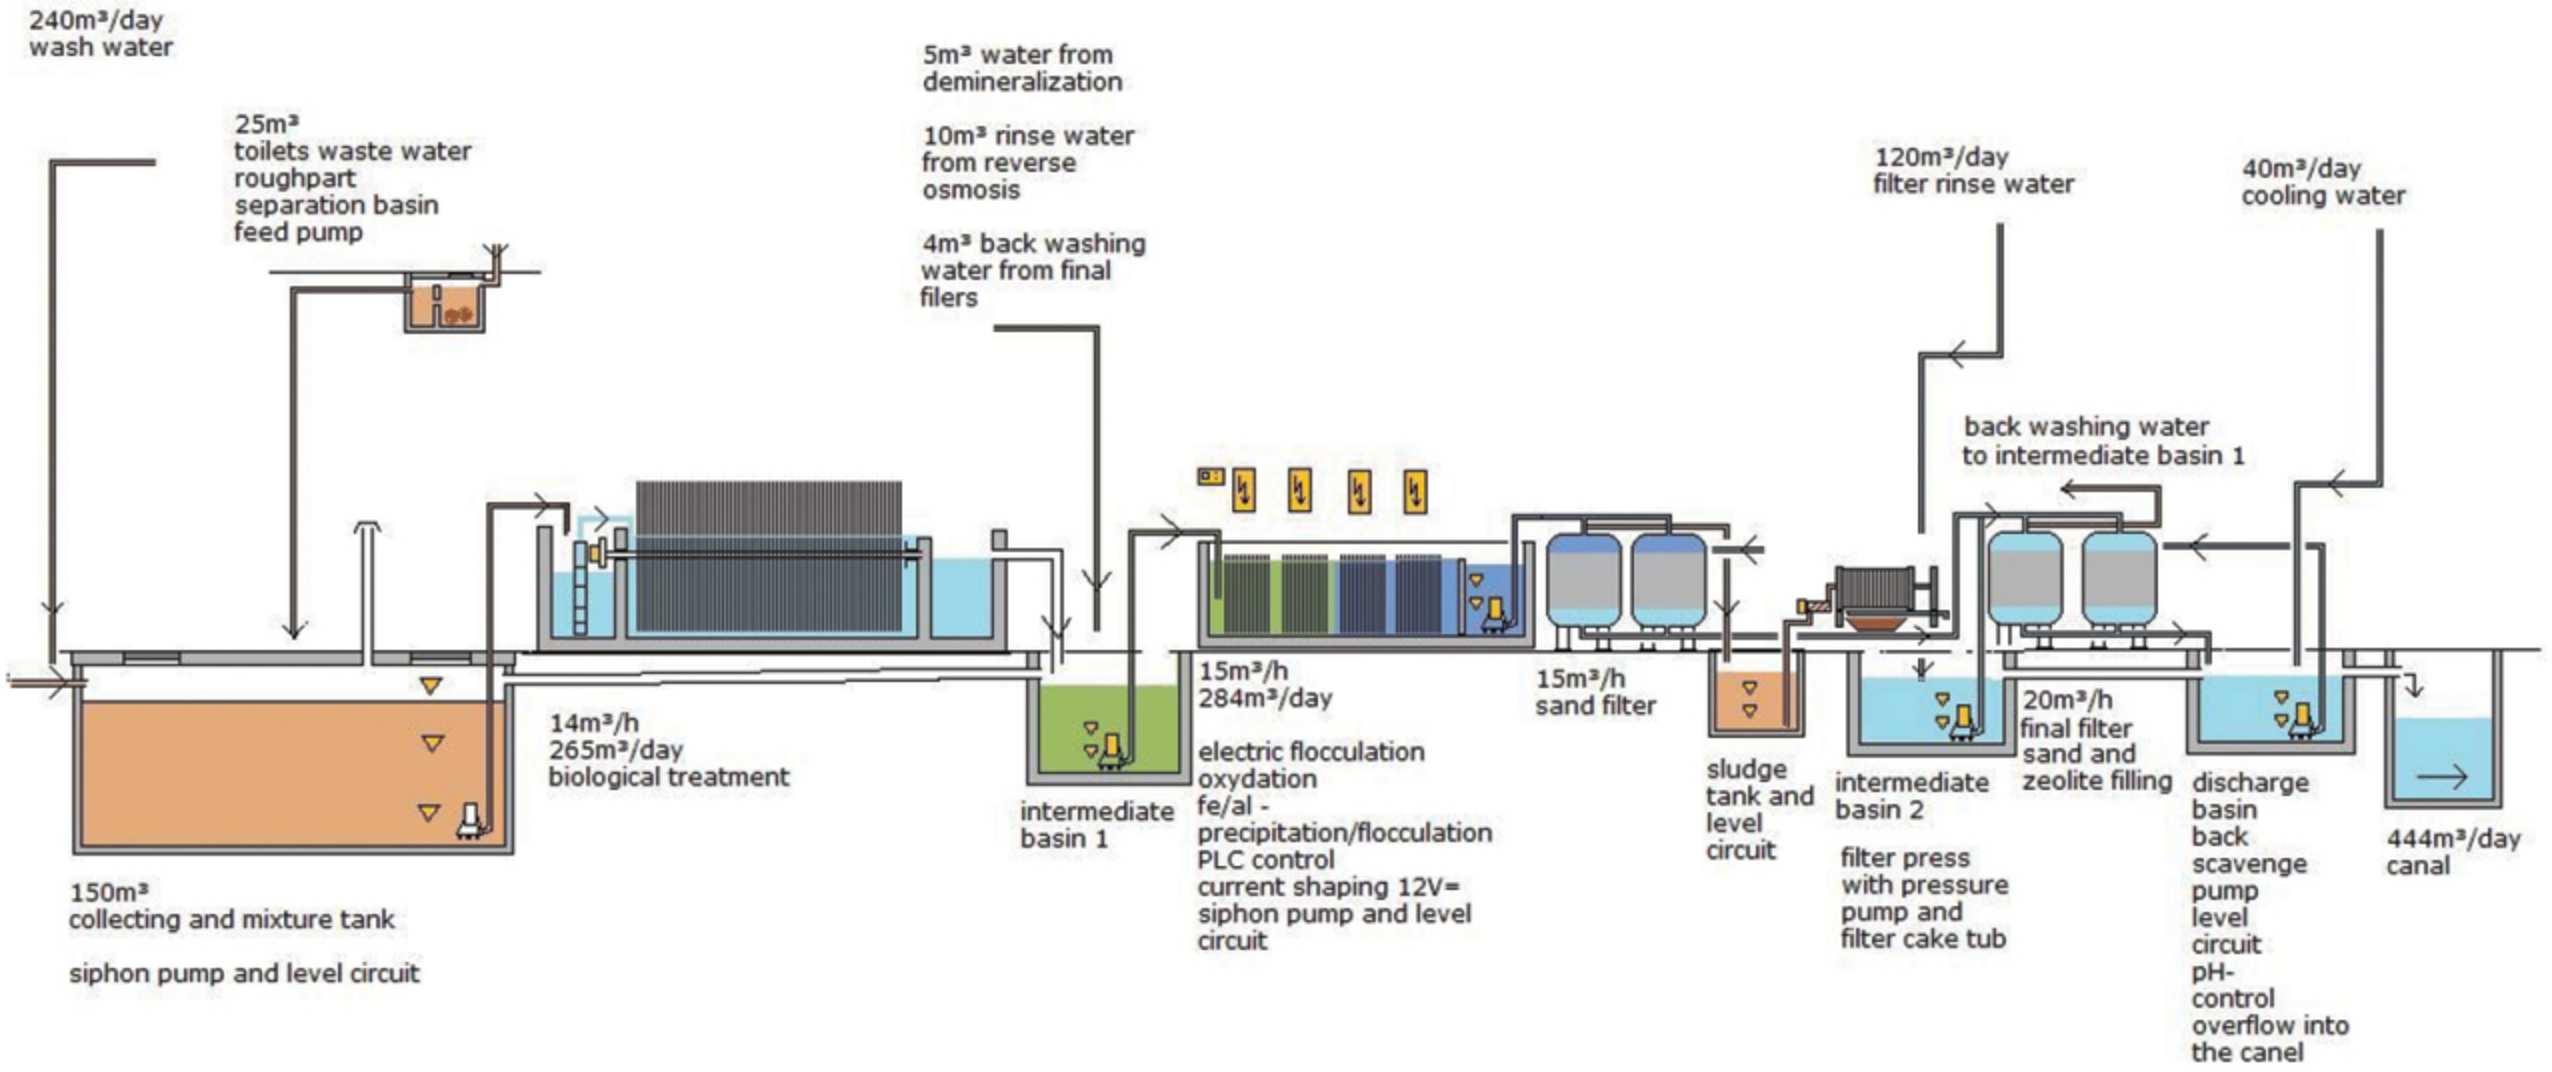 240m³/day
wash water
25m³
toilets waste water
roughpart
separation basin
feed pump
5m³ water from
demineralization
10m³ rinse water
from reverse
osmosis
4m³ back washing
water from final
filers
120m³/day
filter rinse water
40m³/day
cooling water
back washing water
to intermediate basin 1
150m³
collecting and mixture tank
siphon pump and level circuit
14m³/h
265m³/day
biological treatment
intermediate
basin 1
15m³/h
284m³/day
electric flocculation
oxydation
fe/al -
precipitation/flocculation
PLC control
current shaping 12V=
siphon pump and level
circuit
15m³/h
sand filter
sludge
tank and
level
circuit
intermediate
basin 2
filter press
with pressure
pump and
filter cake tub
20m³/h
final filter
sand and
zeolite filling
discharge
basin
back
scavenge
pump
level
circuit
pH-
control
overflow into
the canel
444m³/day
canal